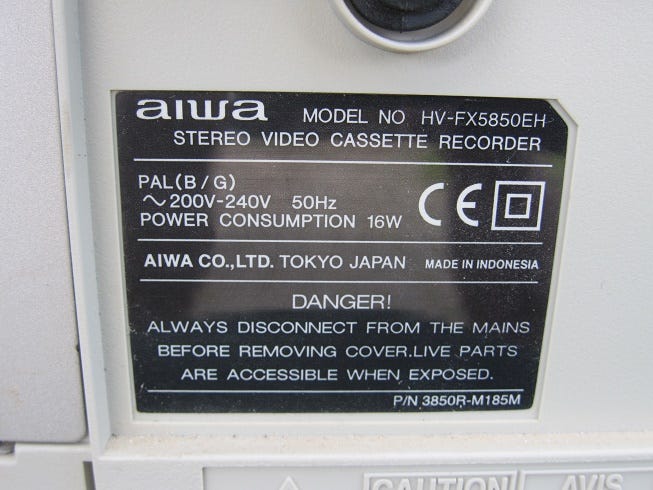 aiwa MODEL NO. HV-FX5850EH
STEREO VIDEO CASSETTE RECORDER
PAL(B/G)
~200V-240V 50Hz
POWER CONSUMPTION 16W
CE
AIWA CO.,LTD. TOKYO JAPAN MADE IN INDONESIA
DANGER!
ALWAYS DISCONNECT FROM THE MAINS
BEFORE REMOVING COVER.LIVE PARTS
ARE ACCESSIBLE WHEN EXPOSED.
P/N 3850R-M185M
CAUTION AVIS